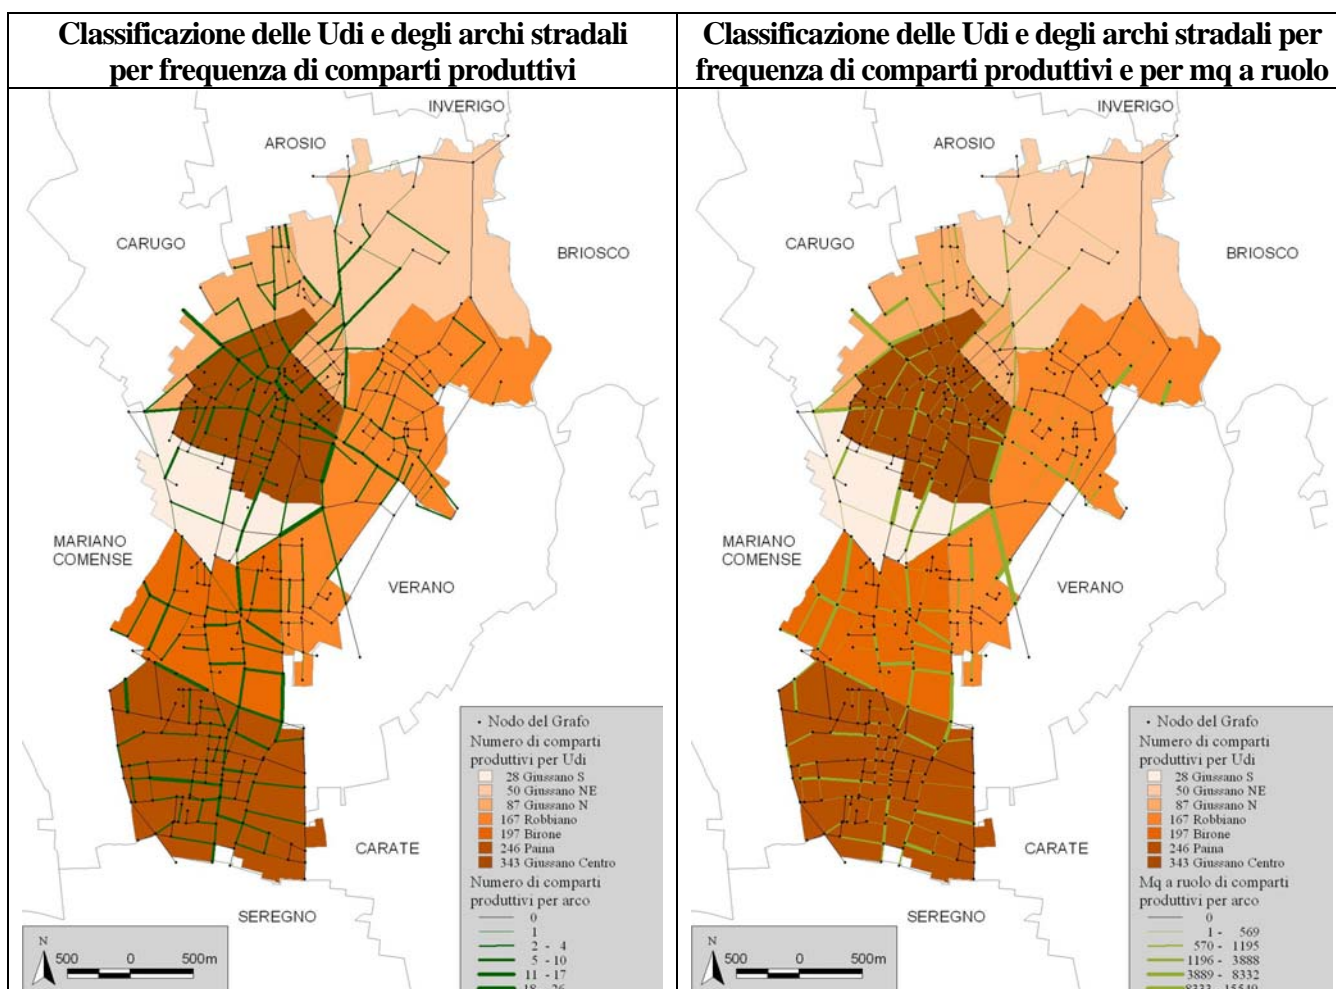 Classificazione delle Udi e degli archi stradali
per frequenza di comparti produttivi
INVERIGO
AROSIO
CARUGO
BRIOSCO
MARIANO
COMENSE
VERANO
CARATE
SEREGNO
Nodo del Grafo
Numero di comparti
produttivi per Udi
28 Giussano S
50 Giussano NE
87 Giussano N
167 Robbiano
197 Birone
246 Paina
343 Giussano Centro
Numero di comparti
produttivi per arco
0
1
2 - 4
5 - 10
11 - 17
18 - 26
N
500 0 500m
Classificazione delle Udi e degli archi stradali per
frequenza di comparti produttivi e per mq a ruolo
INVERIGO
AROSIO
CARUGO
BRIOSCO
MARIANO
COMENSE
VERANO
CARATE
SEREGNO
Nodo del Grafo
Numero di comparti
produttivi per Udi
28 Giussano S
50 Giussano NE
87 Giussano N
167 Robbiano
197 Birone
246 Paina
343 Giussano Centro
Mq a ruolo di comparti
produttivi per arco
0
1 - 569
570 - 1195
1196 - 3888
3889 - 8332
8333 - 15549
N
500 0 500m